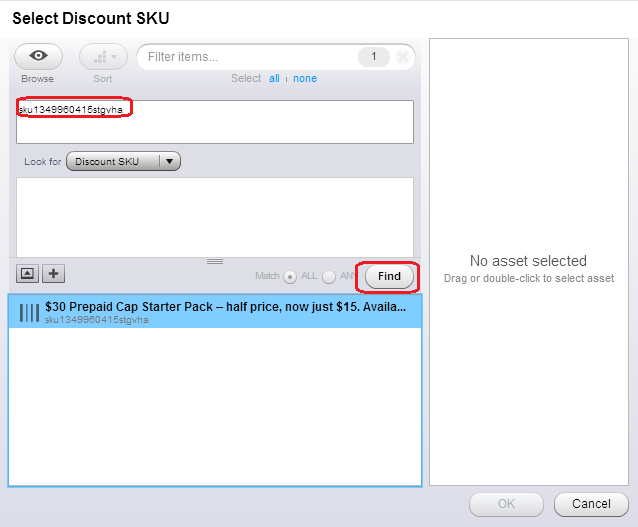 Select Discount SKU
Filter items...
1
Browse
Sort
Select all none
sku1349960415stgvha
Look for Discount SKU
No asset selected
Drag or double-click to select asset
Match ALL ANY
Find
$30 Prepaid Cap Starter Pack – half price, now just $15. Availa...
sku1349960415stgvha
OK
Cancel